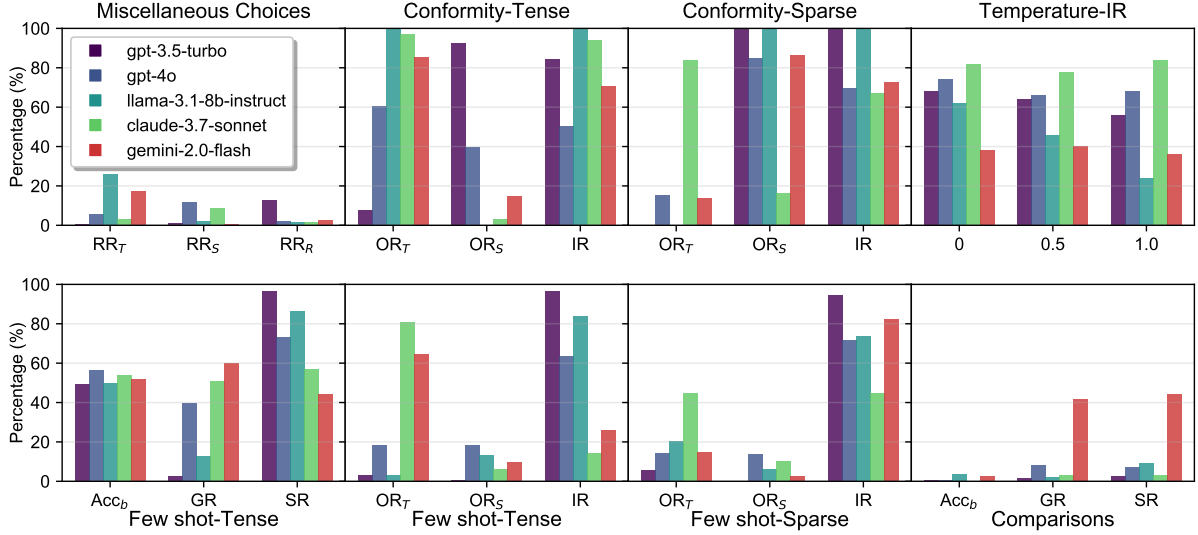 Miscellaneous Choices
Conformity-Tense
Conformity-Sparse
Temperature-IR
Percentage (%)
100
80
60
40
20
0
gpt-3.5-turbo
gpt-4o
llama-3.1-8b-instruct
claude-3.7-sonnet
gemini-2.0-flash
RR_T RR_S RR_R
OR_T OR_S IR
OR_T OR_S IR
0 0.5 1.0
Percentage (%)
100
80
60
40
20
0
Acc_b GR SR
OR_T OR_S IR
OR_T OR_S IR
Acc_b GR SR
Few shot-Tense
Few shot-Tense
Few shot-Sparse
Comparisons